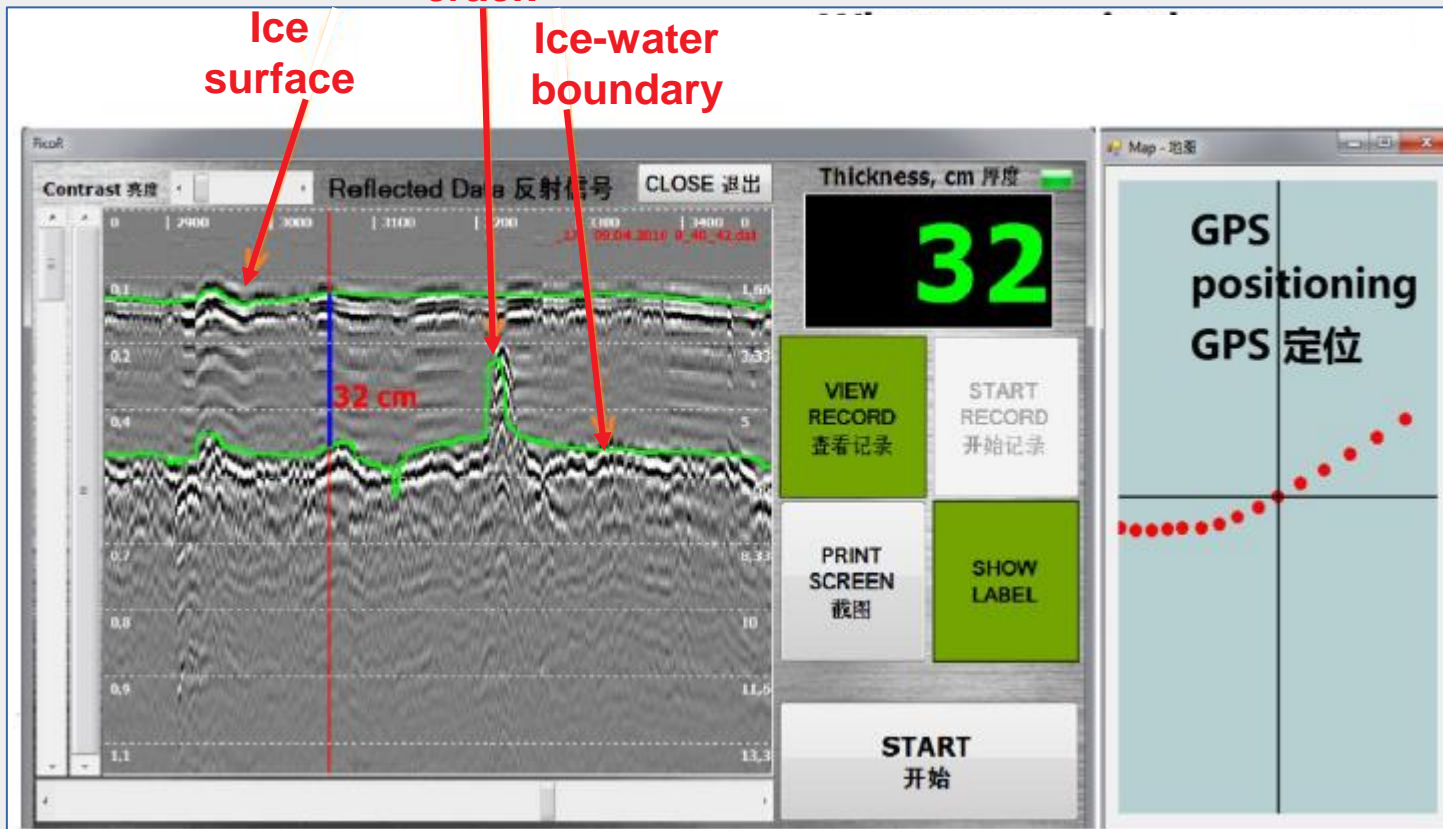 Ice
surface
Ice-water
boundary
RicoR
Contrast 亮度
Reflected Data 反射信号
CLOSE 退出
0 | 2900 | 3000 | 3100 | 3200 | 3300 | 3400 0
0,1 1,66
0,2 3,33
32 cm
0,4 5
0,7 8,33
0,8 10
0,9 11,6
1,1 13,3
Thickness, cm 厚度
32
VIEW
RECORD
查看记录
START
RECORD
开始记录
PRINT
SCREEN
截图
SHOW
LABEL
START
开始
Map - 地图
GPS
positioning
GPS 定位